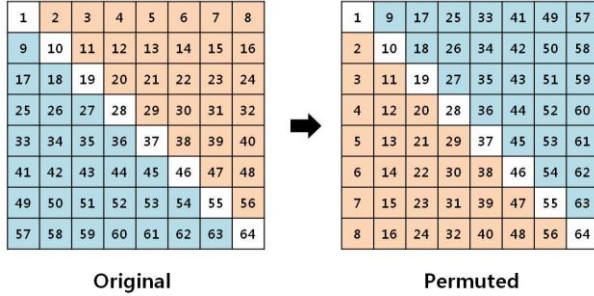 1 2 3 4 5 6 7 8
9 10 11 12 13 14 15 16
17 18 19 20 21 22 23 24
25 26 27 28 29 30 31 32
33 34 35 36 37 38 39 40
41 42 43 44 45 46 47 48
49 50 51 52 53 54 55 56
57 58 59 60 61 62 63 64
Original
1 9 17 25 33 41 49 57
2 10 18 26 34 42 50 58
3 11 19 27 35 43 51 59
4 12 20 28 36 44 52 60
5 13 21 29 37 45 53 61
6 14 22 30 38 46 54 62
7 15 23 31 39 47 55 63
8 16 24 32 40 48 56 64
Permuted